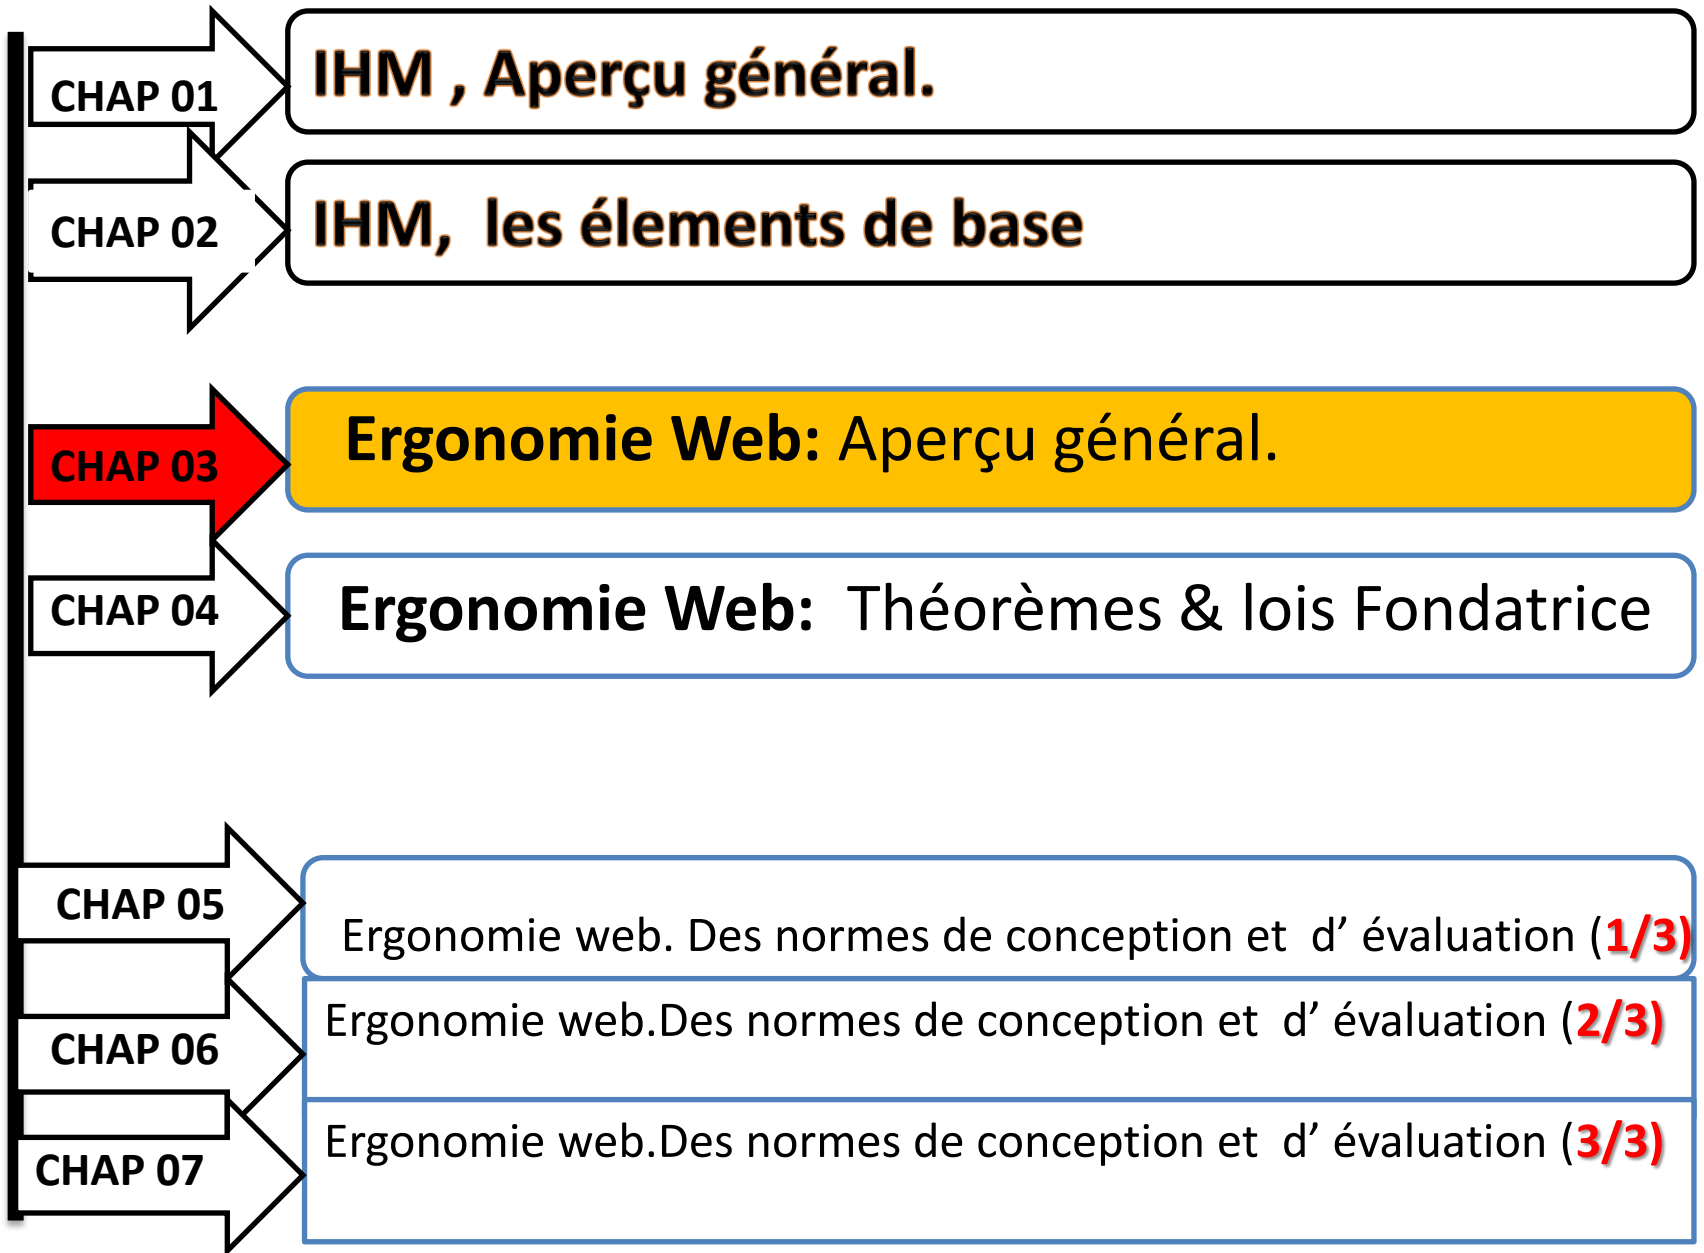 CHAP 01
IHM , Aperçu général.
CHAP 02
IHM, les élements de base
CHAP 03
Ergonomie Web: Aperçu général.
CHAP 04
Ergonomie Web: Théorèmes & lois Fondatrice
CHAP 05
Ergonomie web. Des normes de conception et d’ évaluation (1/3)
CHAP 06
Ergonomie web.Des normes de conception et d’ évaluation (2/3)
CHAP 07
Ergonomie web.Des normes de conception et d’ évaluation (3/3)